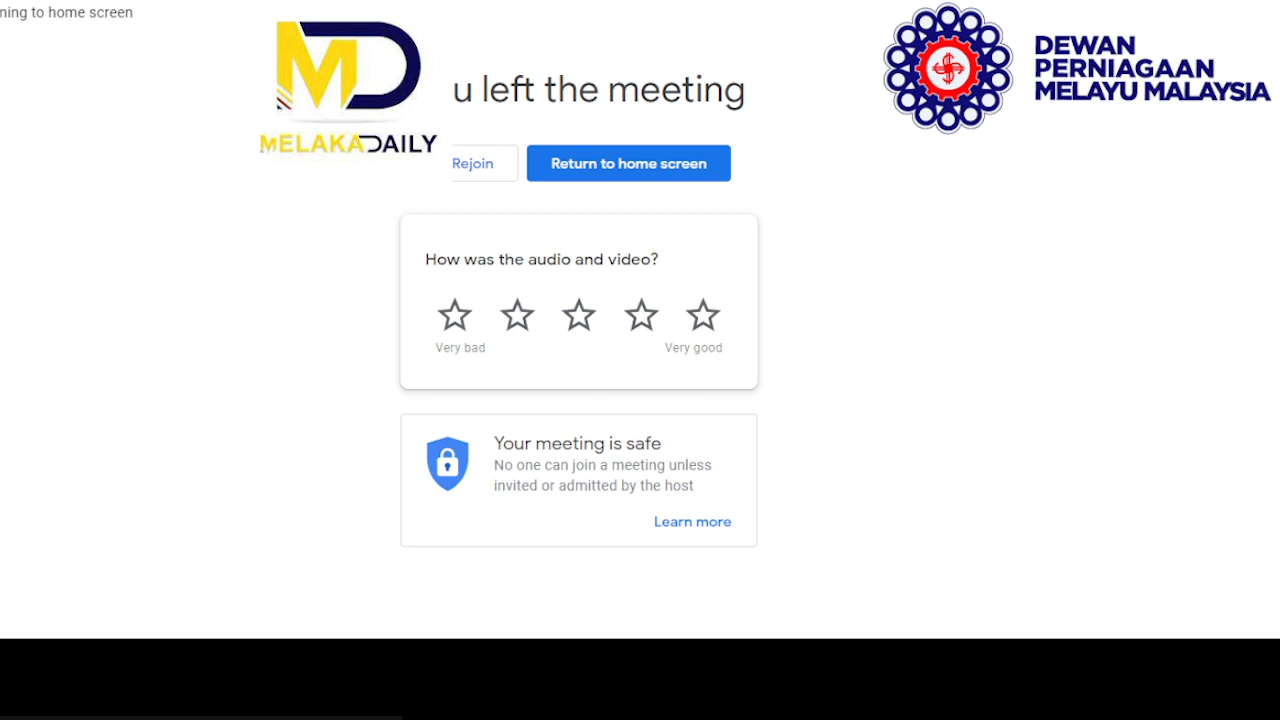 ning to home screen
MD
MELAKADAILY
u left the meeting
DEWAN
PERNIAGAAN
MELAYU MALAYSIA
Rejoin
Return to home screen
How was the audio and video?
Very bad
Very good
Your meeting is safe
No one can join a meeting unless
invited or admitted by the host
Learn more